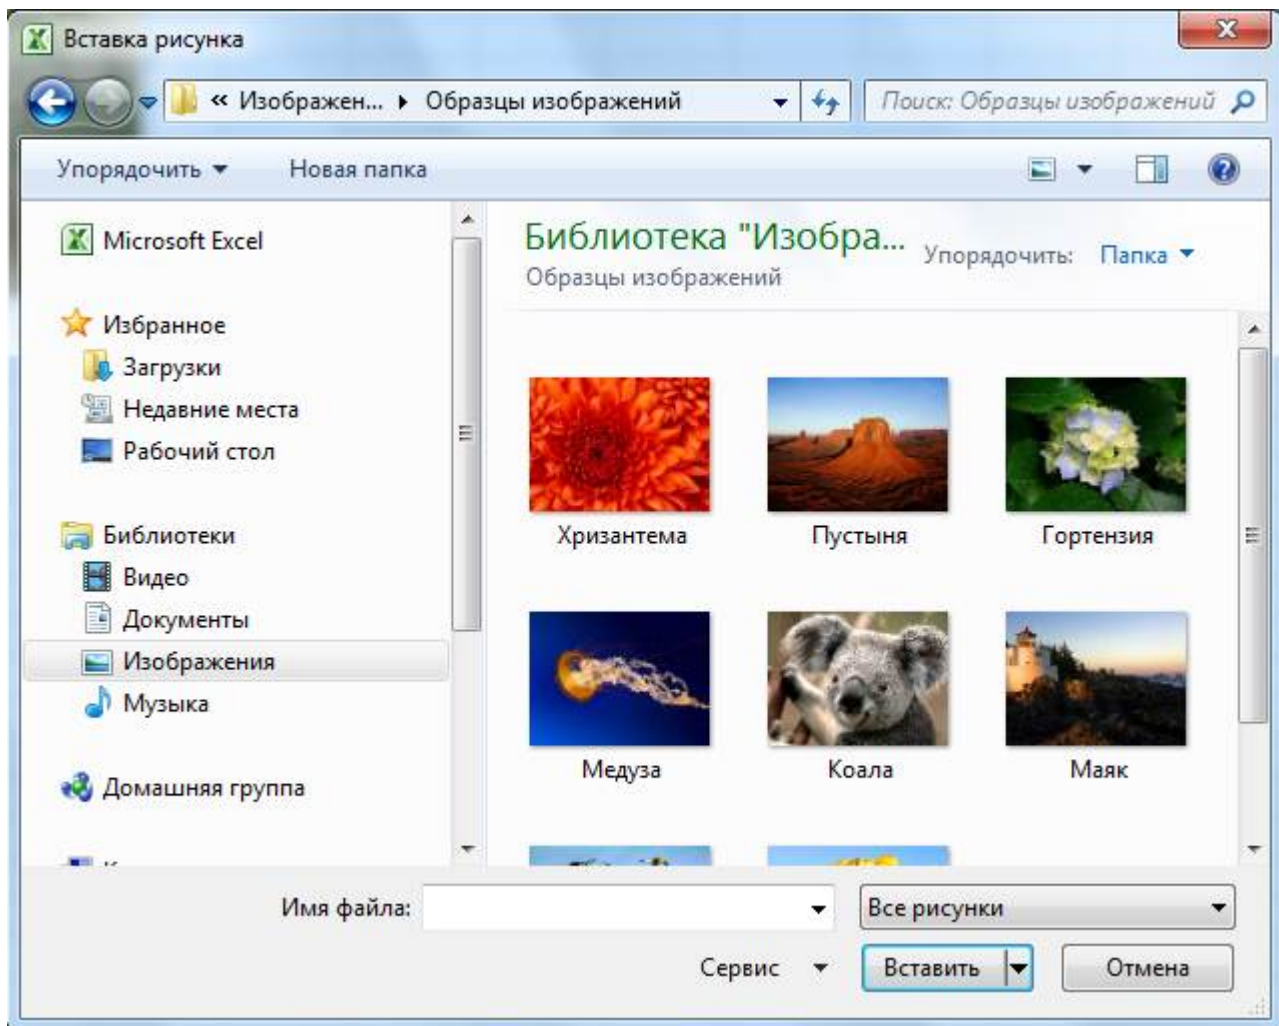 Вставка рисунка
« Изображен... Образцы изображений
Поиск: Образцы изображений
Упорядочить
Новая папка
Microsoft Excel
Избранное
Загрузки
Недавние места
Рабочий стол
Библиотеки
Видео
Документы
Изображения
Музыка
Домашняя группа
Библиотека "Изобра...
Образцы изображений
Упорядочить: Папка
Хризантема
Пустыня
Гортензия
Медуза
Коала
Маяк
Имя файла:
Все рисунки
Сервис
Вставить
Отмена